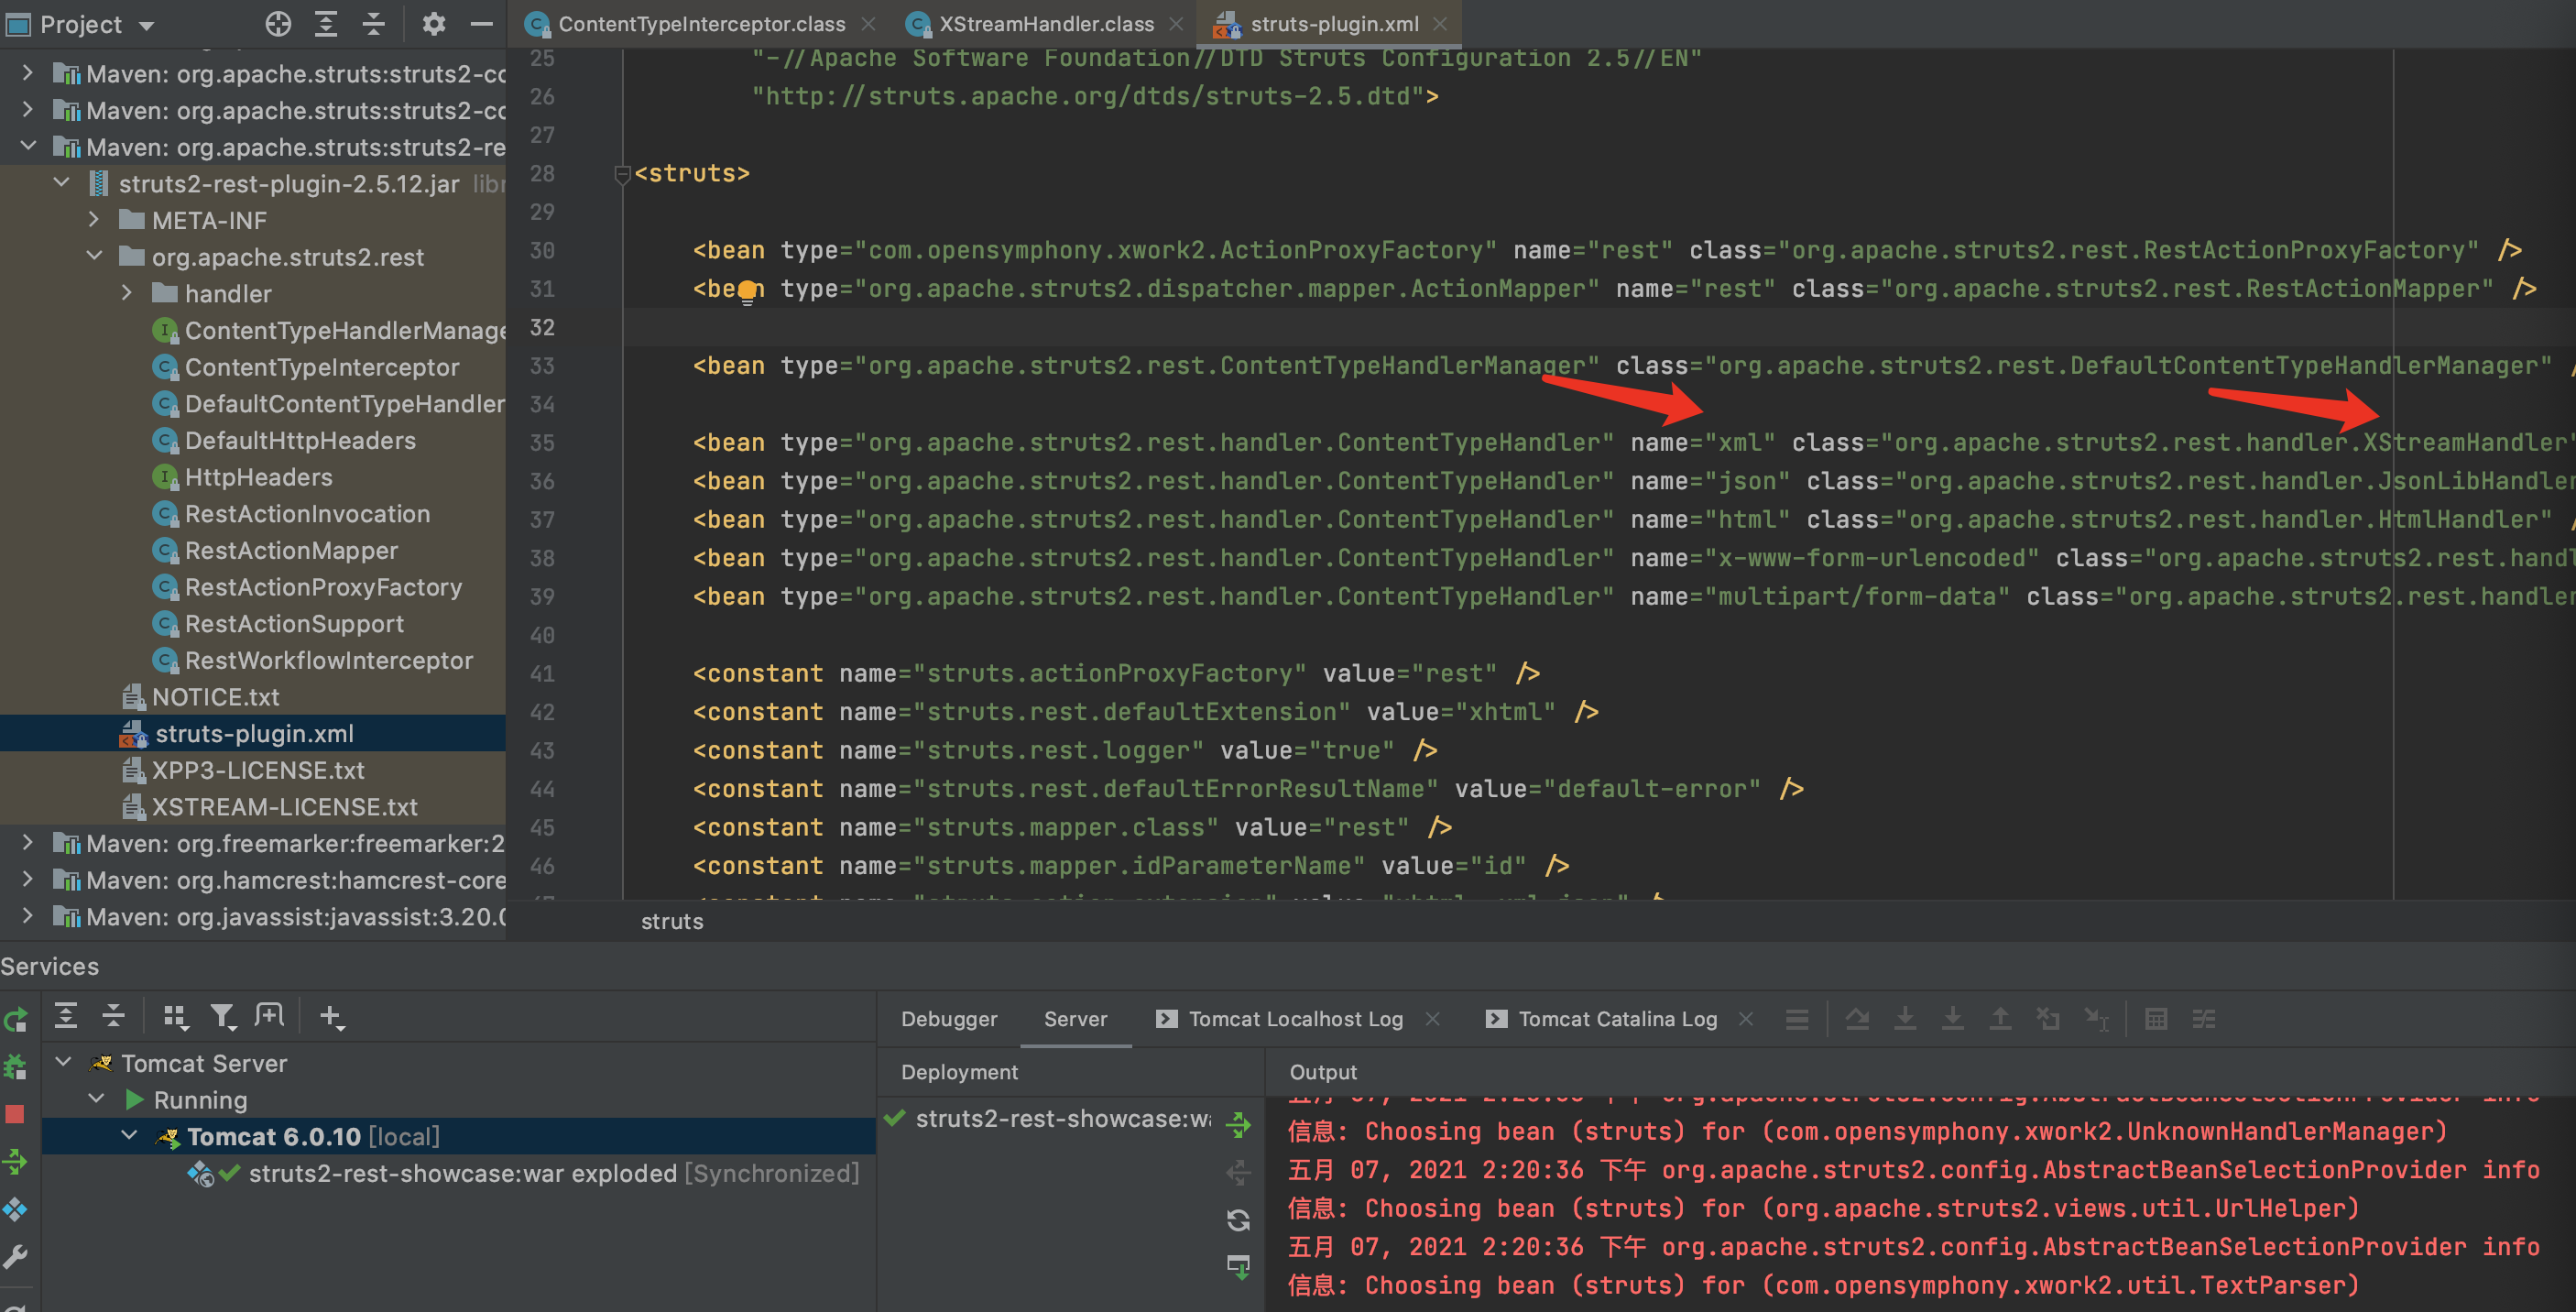 Project
ContentTypeInterceptor.class
XStreamHandler.class
struts-plugin.xml
Maven: org.apache.struts:struts2-co
Maven: org.apache.struts:struts2-co
Maven: org.apache.struts:struts2-re
struts2-rest-plugin-2.5.12.jar libr
META-INF
org.apache.struts2.rest
handler
ContentTypeHandlerManage
ContentTypeInterceptor
DefaultContentTypeHandler
DefaultHttpHeaders
HttpHeaders
RestActionInvocation
RestActionMapper
RestActionProxyFactory
RestActionSupport
RestWorkflowInterceptor
NOTICE.txt
struts-plugin.xml
XPP3-LICENSE.txt
XSTREAM-LICENSE.txt
Maven: org.freemarker:freemarker:2
Maven: org.hamcrest:hamcrest-core
Maven: org.javassist:javassist:3.20.0
25 "-//Apache Software Foundation//DTD Struts Configuration 2.5//EN"
26 "http://struts.apache.org/dtds/struts-2.5.dtd">
27
28 <struts>
29
30 <bean type="com.opensymphony.xwork2.ActionProxyFactory" name="rest" class="org.apache.struts2.rest.RestActionProxyFactory" />
31 <bean type="org.apache.struts2.dispatcher.mapper.ActionMapper" name="rest" class="org.apache.struts2.rest.RestActionMapper" />
32
33 <bean type="org.apache.struts2.rest.ContentTypeHandlerManager" class="org.apache.struts2.rest.DefaultContentTypeHandlerManager" /
34
35 <bean type="org.apache.struts2.rest.handler.ContentTypeHandler" name="xml" class="org.apache.struts2.rest.handler.XStreamHandler"
36 <bean type="org.apache.struts2.rest.handler.ContentTypeHandler" name="json" class="org.apache.struts2.rest.handler.JsonLibHandler
37 <bean type="org.apache.struts2.rest.handler.ContentTypeHandler" name="html" class="org.apache.struts2.rest.handler.HtmlHandler" /
38 <bean type="org.apache.struts2.rest.handler.ContentTypeHandler" name="x-www-form-urlencoded" class="org.apache.struts2.rest.handl
39 <bean type="org.apache.struts2.rest.handler.ContentTypeHandler" name="multipart/form-data" class="org.apache.struts2.rest.handler
40
41 <constant name="struts.actionProxyFactory" value="rest" />
42 <constant name="struts.rest.defaultExtension" value="xhtml" />
43 <constant name="struts.rest.logger" value="true" />
44 <constant name="struts.rest.defaultErrorResultName" value="default-error" />
45 <constant name="struts.mapper.class" value="rest" />
46 <constant name="struts.mapper.idParameterName" value="id" />
struts
Services
Debugger
Server
Tomcat Localhost Log
Tomcat Catalina Log
Tomcat Server
Running
Tomcat 6.0.10 [local]
struts2-rest-showcase:war exploded [Synchronized]
Deployment
struts2-rest-showcase:wa
Output
信息: Choosing bean (struts) for (com.opensymphony.xwork2.UnknownHandlerManager)
五月 07, 2021 2:20:36 下午 org.apache.struts2.config.AbstractBeanSelectionProvider info
信息: Choosing bean (struts) for (org.apache.struts2.views.util.UrlHelper)
五月 07, 2021 2:20:36 下午 org.apache.struts2.config.AbstractBeanSelectionProvider info
信息: Choosing bean (struts) for (com.opensymphony.xwork2.util.TextParser)